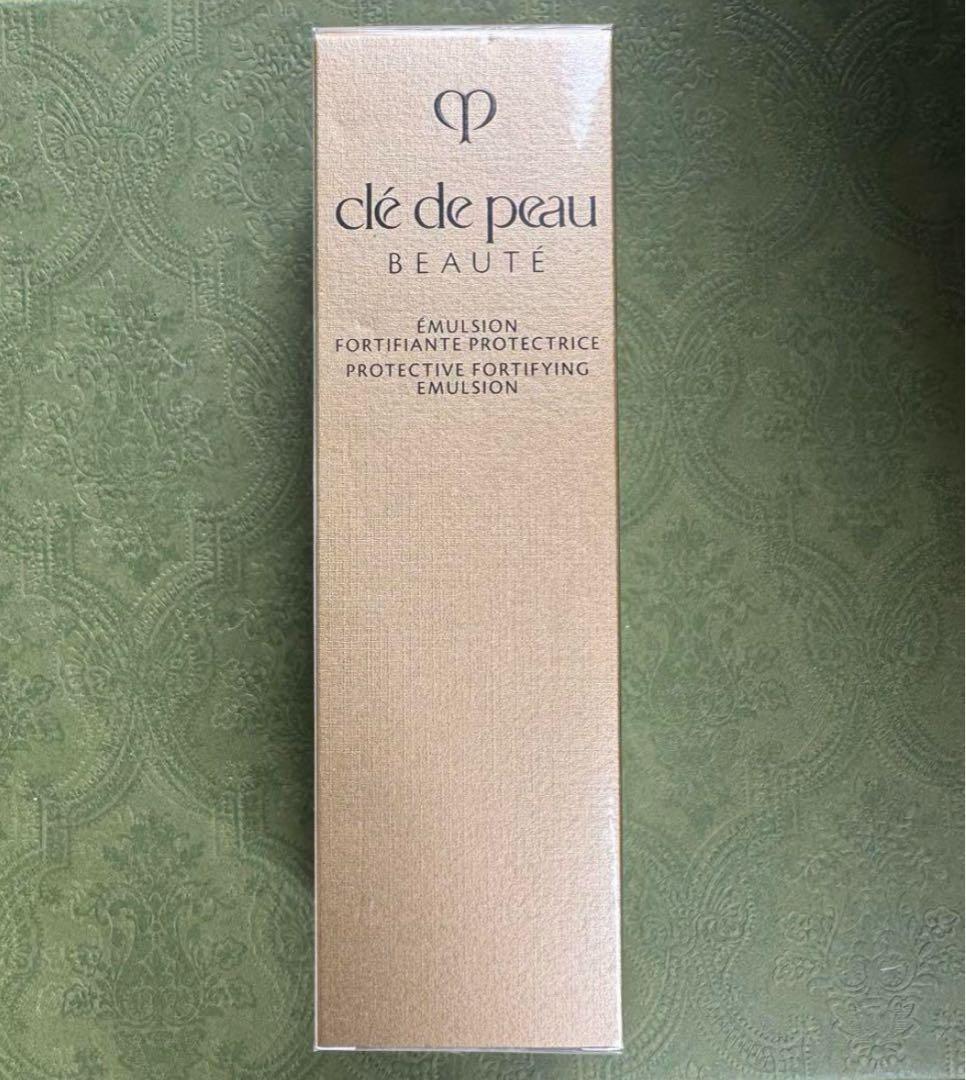 clé de peau
BEAUTÉ
ÉMULSION
FORTIFIANTE PROTECTRICE
PROTECTIVE FORTIFYING
EMULSION